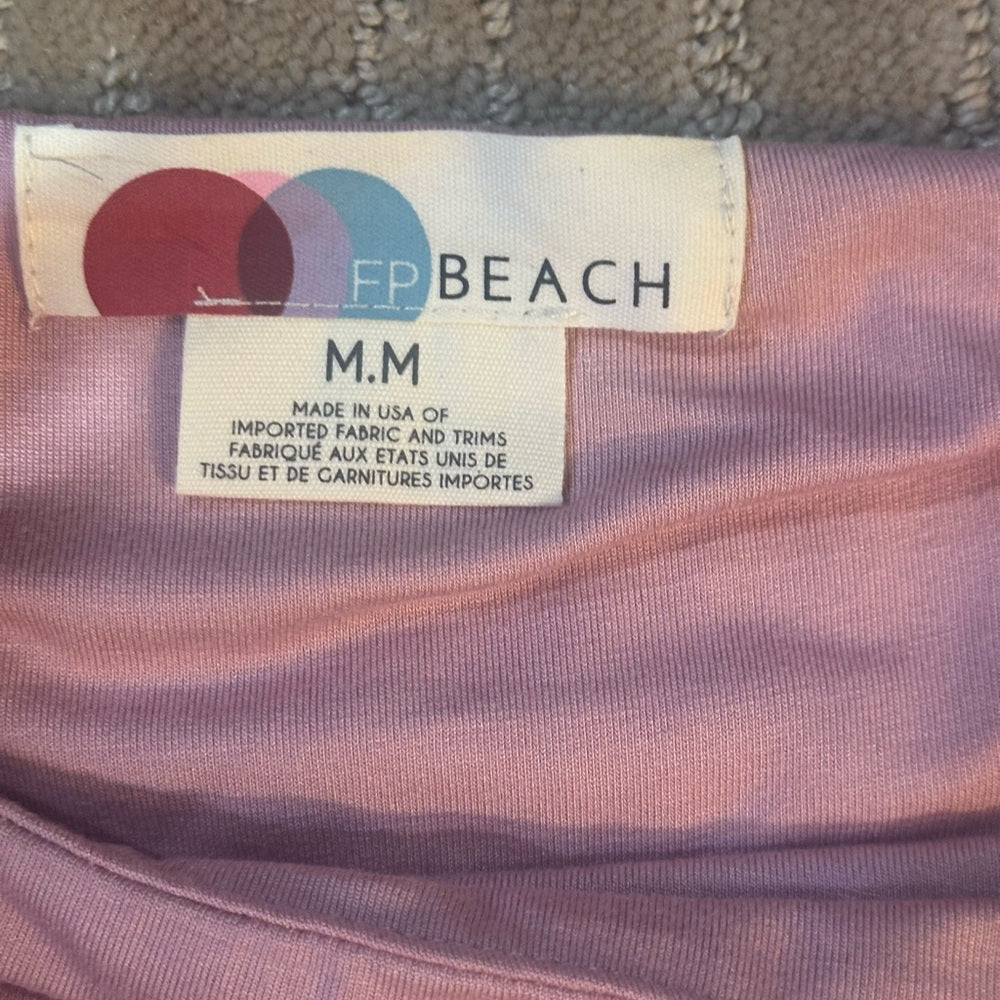 FP BEACH
M.M
MADE IN USA OF
IMPORTED FABRIC AND TRIMS
FABRIQUÉ AUX ETATS UNIS DE
TISSU ET DE GARNITURES IMPORTES